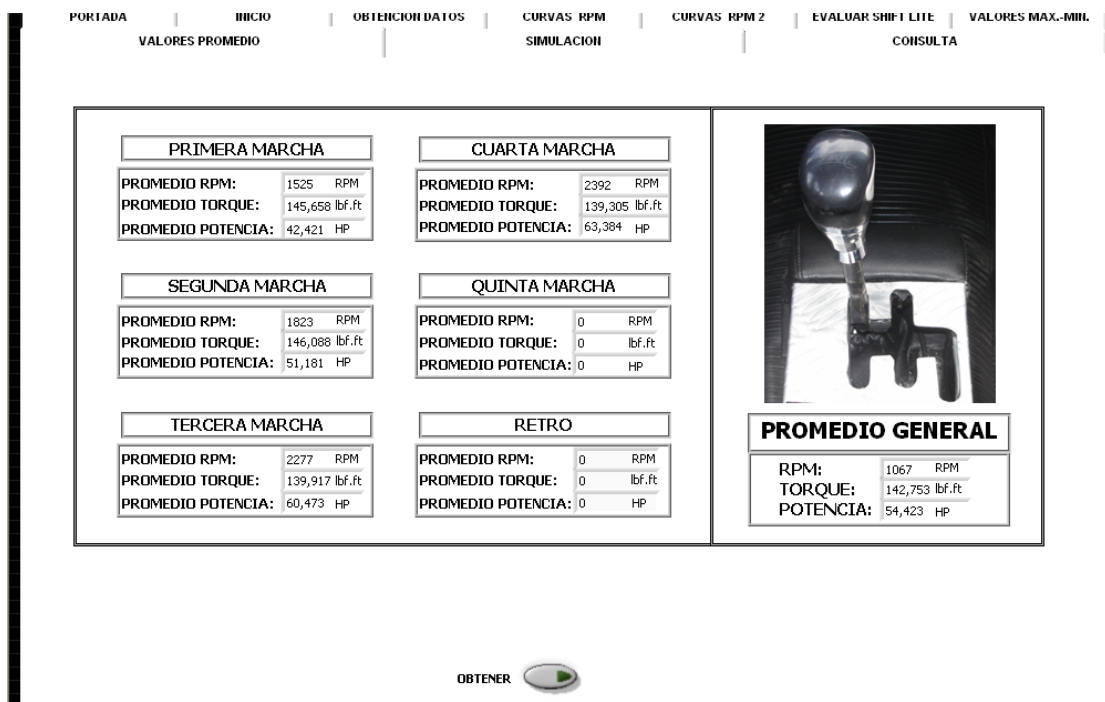 PORTADA INICIO OBTENCION DATOS CURVAS RPM CURVAS RPM 2 EVALUAR SHIFT LITE VALORES MAX.-MIN.
VALORES PROMEDIO SIMULACION CONSULTA
PRIMERA MARCHA
PROMEDIO RPM: 1525 RPM
PROMEDIO TORQUE: 145,658 lbf.ft
PROMEDIO POTENCIA: 42,421 HP
SEGUNDA MARCHA
PROMEDIO RPM: 1823 RPM
PROMEDIO TORQUE: 146,088 lbf.ft
PROMEDIO POTENCIA: 51,181 HP
TERCERA MARCHA
PROMEDIO RPM: 2277 RPM
PROMEDIO TORQUE: 139,917 lbf.ft
PROMEDIO POTENCIA: 60,473 HP
CUARTA MARCHA
PROMEDIO RPM: 2392 RPM
PROMEDIO TORQUE: 139,305 lbf.ft
PROMEDIO POTENCIA: 63,384 HP
QUINTA MARCHA
PROMEDIO RPM: 0 RPM
PROMEDIO TORQUE: 0 lbf.ft
PROMEDIO POTENCIA: 0 HP
RETRO
PROMEDIO RPM: 0 RPM
PROMEDIO TORQUE: 0 lbf.ft
PROMEDIO POTENCIA: 0 HP
PROMEDIO GENERAL
RPM: 1067 RPM
TORQUE: 142,753 lbf.ft
POTENCIA: 54,423 HP
OBTENER